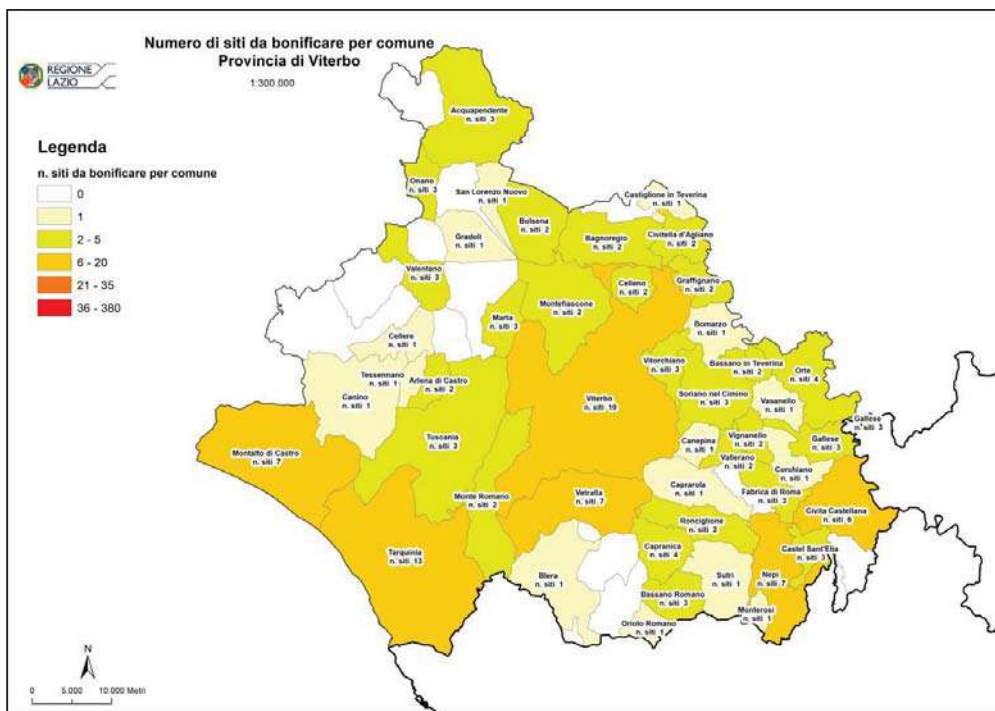 Numero di siti da bonificare per comune
Provincia di Viterbo
1:300.000
REGIONE
LAZIO
Legenda
n. siti da bonificare per comune
0
1
2 - 5
6 - 20
21 - 35
36 - 380
Acquapendente
n. siti 3
Onano
n. siti 3
San Lorenzo Nuovo
n. siti 1
Castiglione in Teverina
n. siti 1
Bolsena
n. siti 2
Gradoli
n. siti 1
Bagnoregio
n. siti 2
Civitella d'Agliano
n. siti 2
Valentano
n. siti 3
Celleno
n. siti 2
Graffignano
n. siti 2
Montefiascone
n. siti 2
Marta
n. siti 3
Bomarzo
n. siti 1
Cellere
n. siti 1
Vitorchiano
n. siti 3
Bassano in Teverina
n. siti 2
Orte
n. siti 4
Tessennano
n. siti 1
Arlena di Castro
n. siti 2
Canino
n. siti 1
Viterbo
n. siti 19
Soriano nel Cimino
n. siti 3
Vasanello
n. siti 1
Gallese
n. siti 3
Tuscania
n. siti 3
Canepina
n. siti 1
Vignanello
n. siti 2
Gallese
n. siti 3
Montalto di Castro
n. siti 7
Vallerano
n. siti 2
Corchiano
n. siti 1
Caprarola
n. siti 1
Fabrica di Roma
n. siti 3
Monte Romano
n. siti 2
Vetralla
n. siti 7
Civita Castellana
n. siti 6
Ronciglione
n. siti 2
Tarquinia
n. siti 13
Capranica
n. siti 4
Castel Sant'Elia
n. siti 3
Blera
n. siti 1
Sutri
n. siti 1
Nepi
n. siti 7
Bassano Romano
n. siti 3
Monterosi
n. siti 1
Oriolo Romano
n. siti 1
N
0 5.000 10.000 Metri